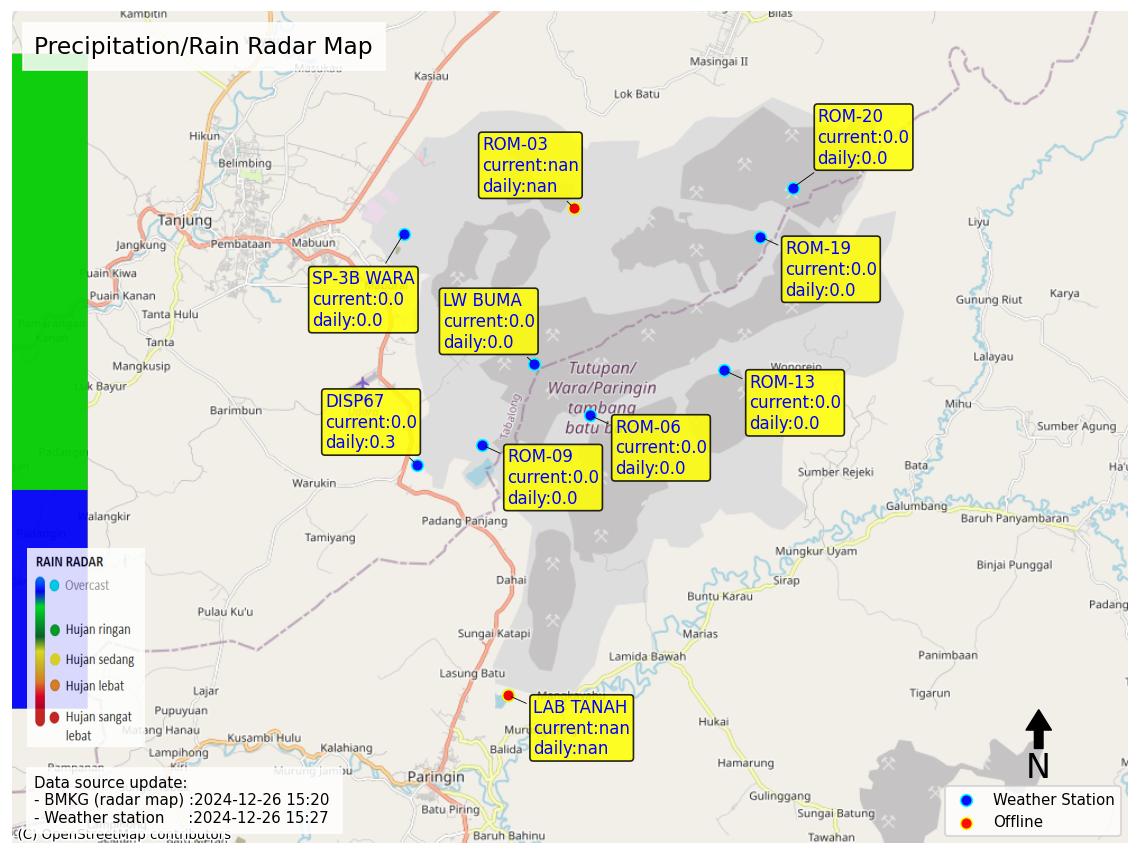 Kambitin
Bilas
Precipitation/Rain Radar Map
Masukau
Kasiau
Masingai II
Lok Batu
ROM-20
current:0.0
daily:0.0
ROM-03
current:nan
daily:nan
Hikun
Belimbing
Tanjung
Liyu
Jangkung
Pembataan
Mabuun
ROM-19
current:0.0
daily:0.0
Puain Kiwa
SP-3B WARA
current:0.0
daily:0.0
Puain Kanan
Karya
Gunung Riut
LW BUMA
current:0.0
daily:0.0
Tanta Hulu
Pamarangan
Kanan
Tanta
Lalayau
Mangkusip
Wonorejo
Tutupan/
Wara/Paringin
tambang
batu b
Luk Bayur
ROM-13
current:0.0
daily:0.0
DISP67
current:0.0
daily:0.3
Barimbun
Mihu
Tabalong
ROM-06
current:0.0
daily:0.0
Sumber Agung
ROM-09
current:0.0
daily:0.0
Padangin
Bata
Sumber Rejeki
Warukin
Galumbang
Walangkir
Padang Panjang
Baruh Panyambaran
Padangin
Tamiyang
Mungkur Uyam
RAIN RADAR
Overcast
Hujan ringan
Hujan sedang
Hujan lebat
Hujan sangat
lebat
Binjai Punggal
Dahai
Sirap
Buntu Karau
Padang
Pulau Ku'u
Sungai Katapi
Marias
Lamida Bawah
Panimbaan
Lasung Batu
Lajar
Tigarun
Pupuyuan
LAB TANAH
current:nan
daily:nan
Hukai
Matang Hanau
Kusambi Hulu
Kalahiang
Balida
Lampihong
Hamarung
Murung Jambu
Paringin
N
Gulinggang
Data source update:
- BMKG (radar map) :2024-12-26 15:20
- Weather station :2024-12-26 15:27
Batu Piring
Sungai Batung
Weather Station
Offline
(C) OpenStreetMap contributors
Baruh Bahinu
Tawahan